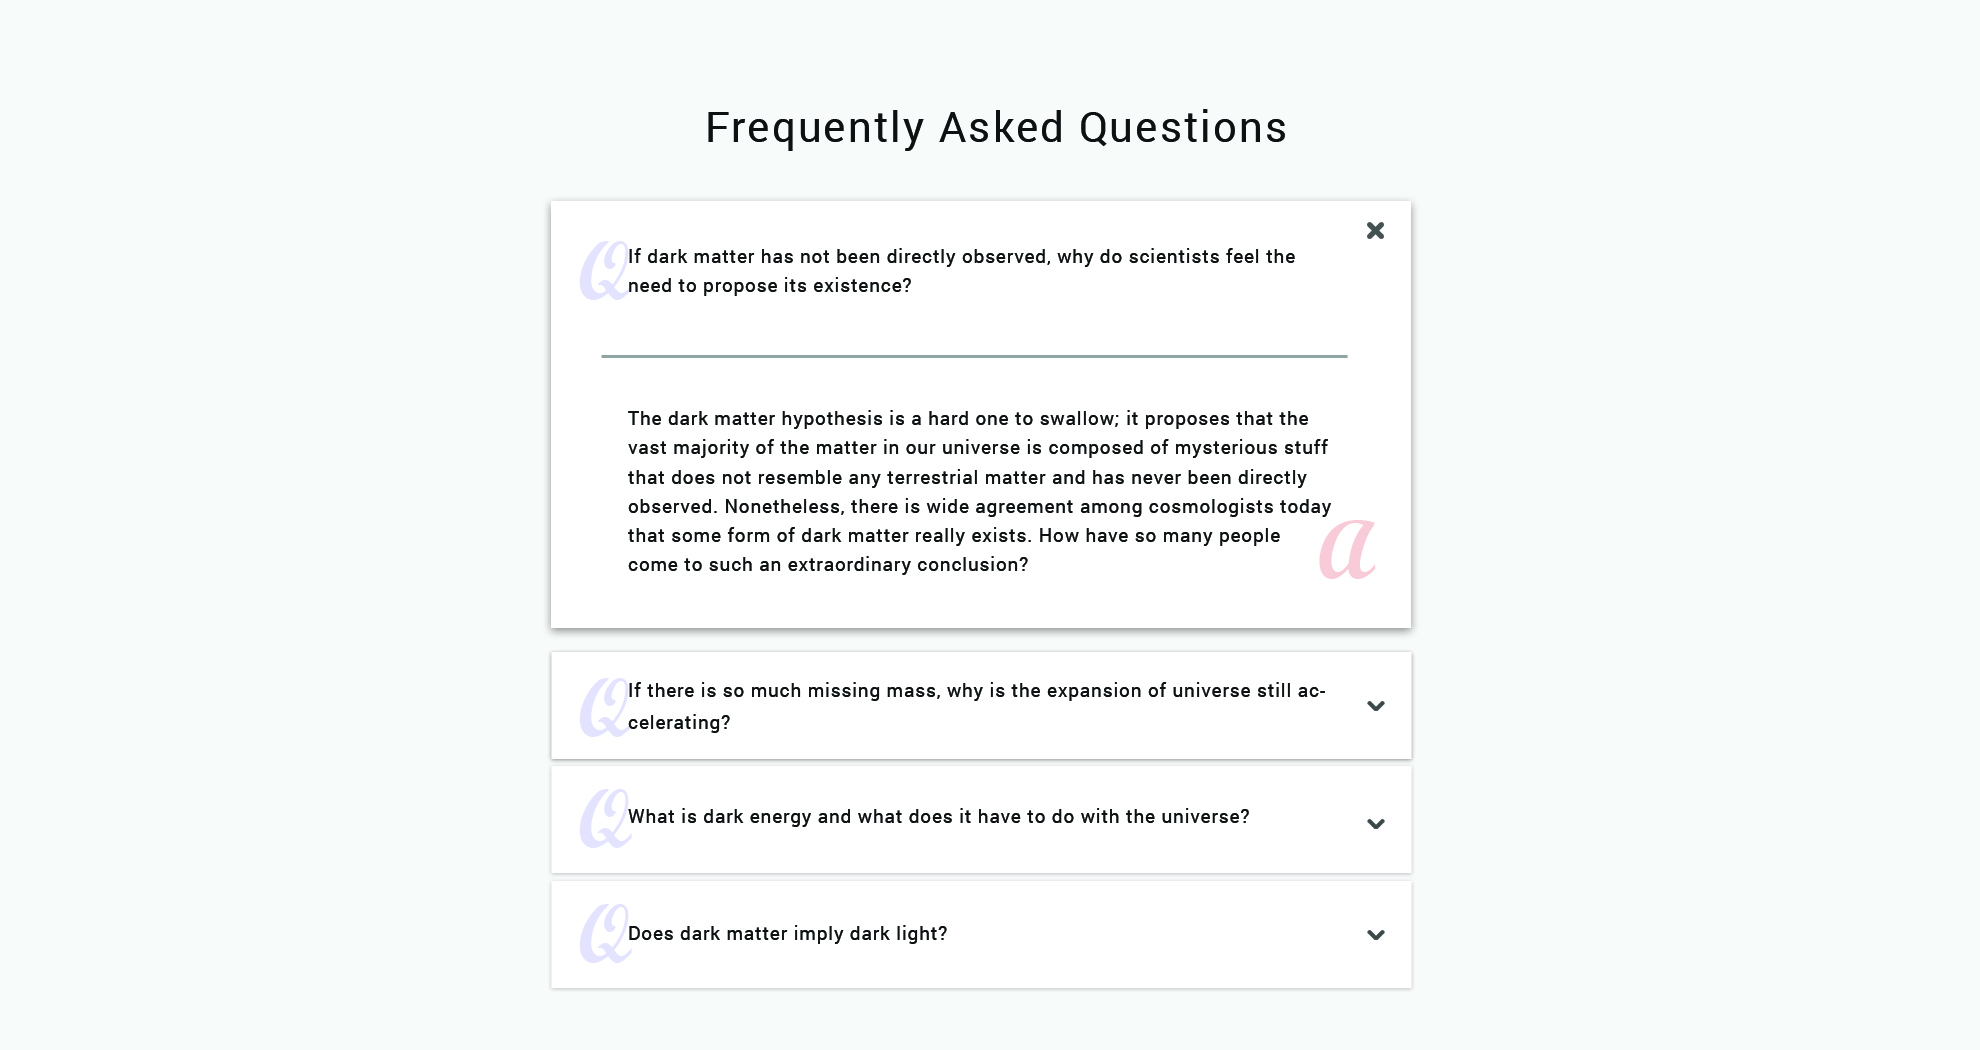 Frequently Asked Questions
Q If dark matter has not been directly observed, why do scientists feel the
need to propose its existence?
The dark matter hypothesis is a hard one to swallow; it proposes that the
vast majority of the matter in our universe is composed of mysterious stuff
that does not resemble any terrestrial matter and has never been directly
observed. Nonetheless, there is wide agreement among cosmologists today
that some form of dark matter really exists. How have so many people
come to such an extraordinary conclusion?
a
Q If there is so much missing mass, why is the expansion of universe still ac-
celerating?
Q What is dark energy and what does it have to do with the universe?
Q Does dark matter imply dark light?